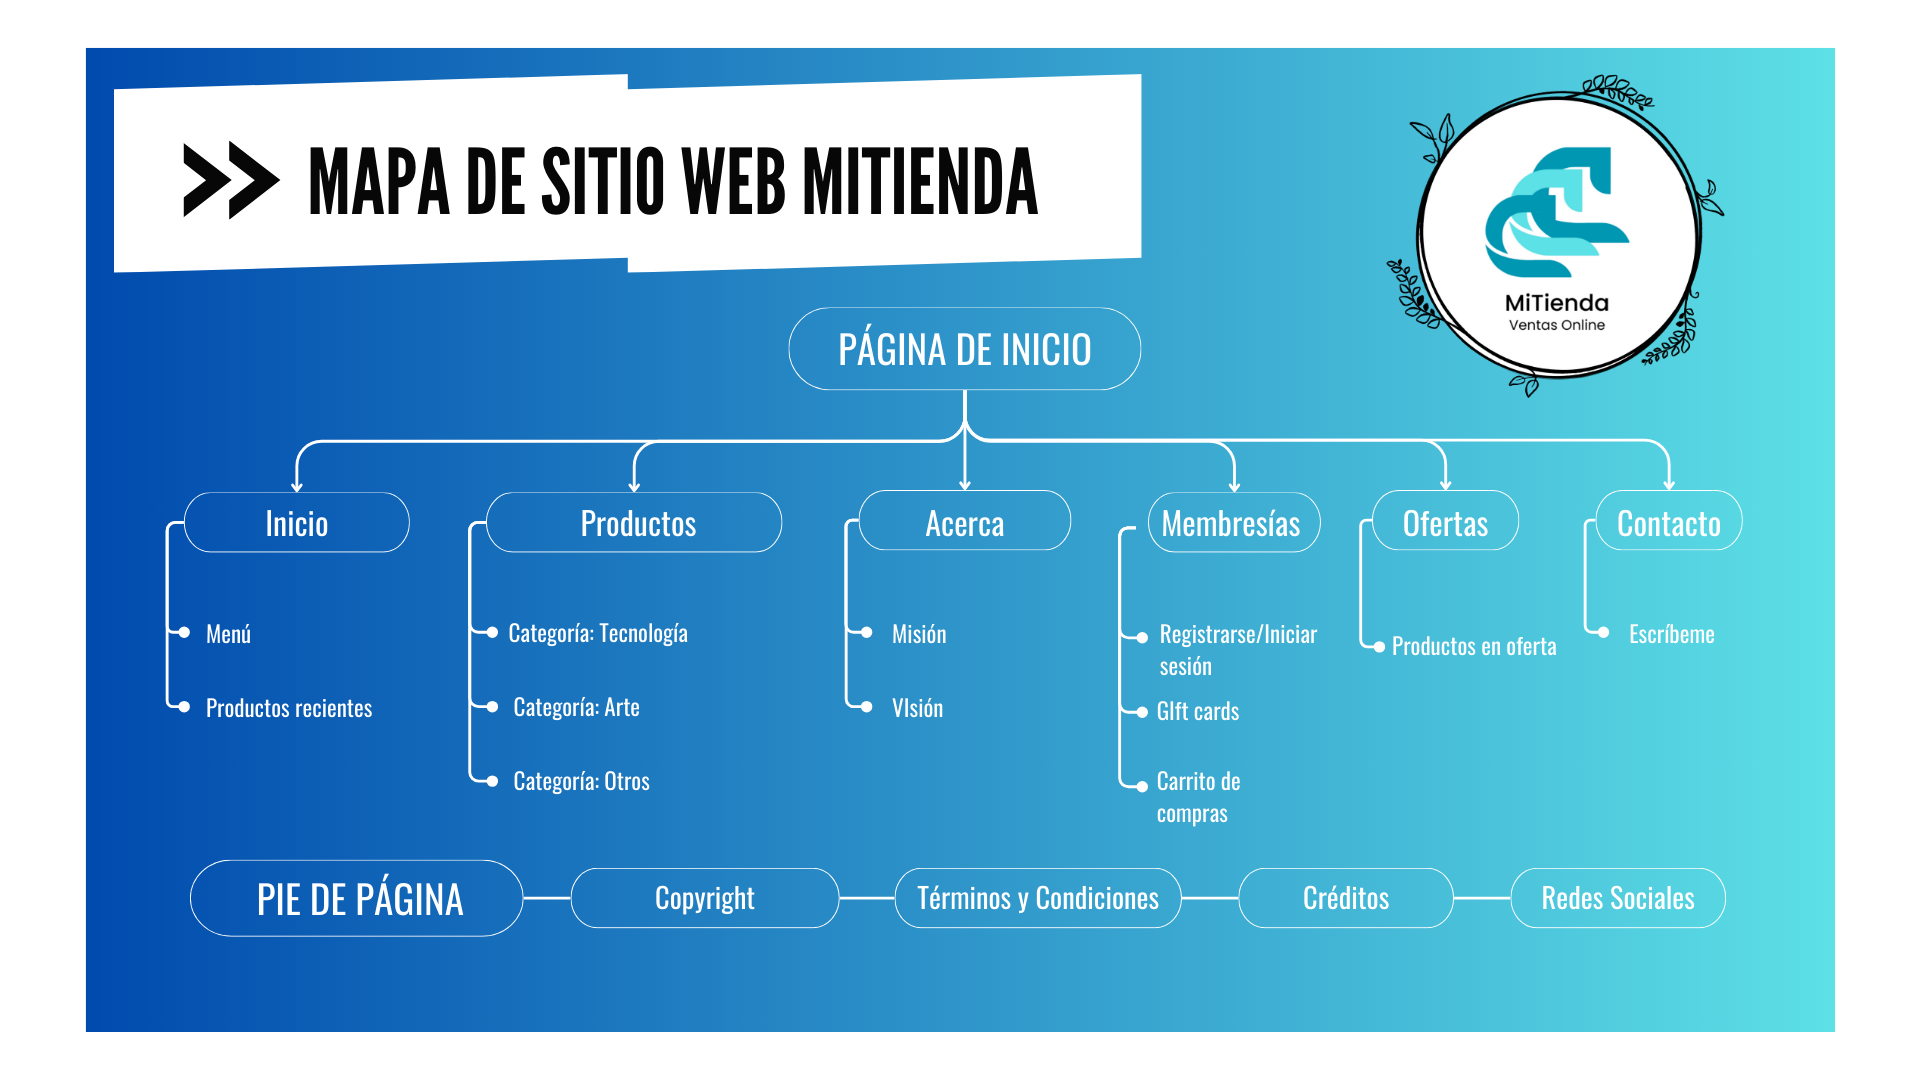 MAPA DE SITIO WEB MITIENDA
MiTienda
Ventas Online
PÁGINA DE INICIO
Inicio
Productos
Acerca
Membresías
Ofertas
Contacto
Menú
Productos recientes
Categoría: Tecnología
Categoría: Arte
Categoría: Otros
Misión
VIsión
Registrarse/Iniciar
sesión
GIft cards
Carrito de
compras
Productos en oferta
Escríbeme
PIE DE PÁGINA
Copyright
Términos y Condiciones
Créditos
Redes Sociales